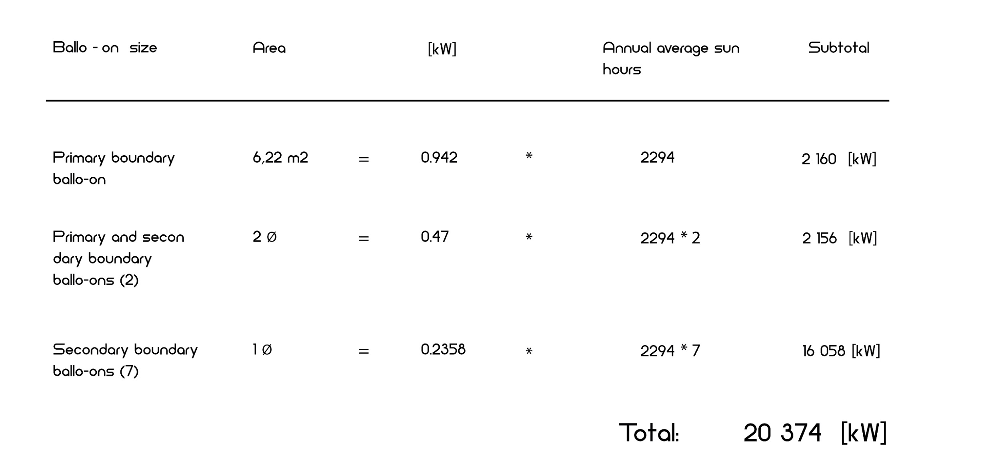 Ballo - on size Area [kW] Annual average sun Subtotal
hours
Primary boundary 6,22 m2 = 0.942 * 2294 2 160 [kW]
ballo-on
Primary and secon 2 Ø = 0.47 * 2294 * 2 2 156 [kW]
dary boundary
ballo-ons (2)
Secondary boundary 1 Ø = 0.2358 * 2294 * 7 16 058 [kW]
ballo-ons (7)
Total: 20 374 [kW]